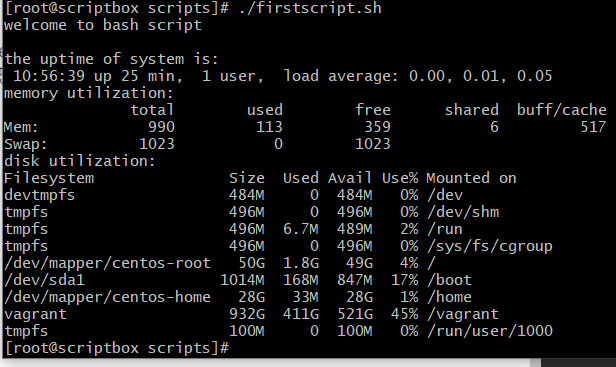 [root@scriptbox scripts]# ./firstscript.sh
welcome to bash script
the uptime of system is:
 10:56:39 up 25 min,  1 user,  load average: 0.00, 0.01, 0.05
memory utilization:
              total        used        free      shared  buff/cache
Mem:            990         113         359           6         517
Swap:          1023           0        1023
disk utilization:
Filesystem               Size  Used Avail Use% Mounted on
devtmpfs                 484M     0  484M   0% /dev
tmpfs                    496M     0  496M   0% /dev/shm
tmpfs                    496M  6.7M  489M   2% /run
tmpfs                    496M     0  496M   0% /sys/fs/cgroup
/dev/mapper/centos-root   50G  1.8G   49G   4% /
/dev/sda1               1014M  168M  847M  17% /boot
/dev/mapper/centos-home   28G   33M   28G   1% /home
vagrant                  932G  411G  521G  45% /vagrant
tmpfs                    100M     0  100M   0% /run/user/1000
[root@scriptbox scripts]#